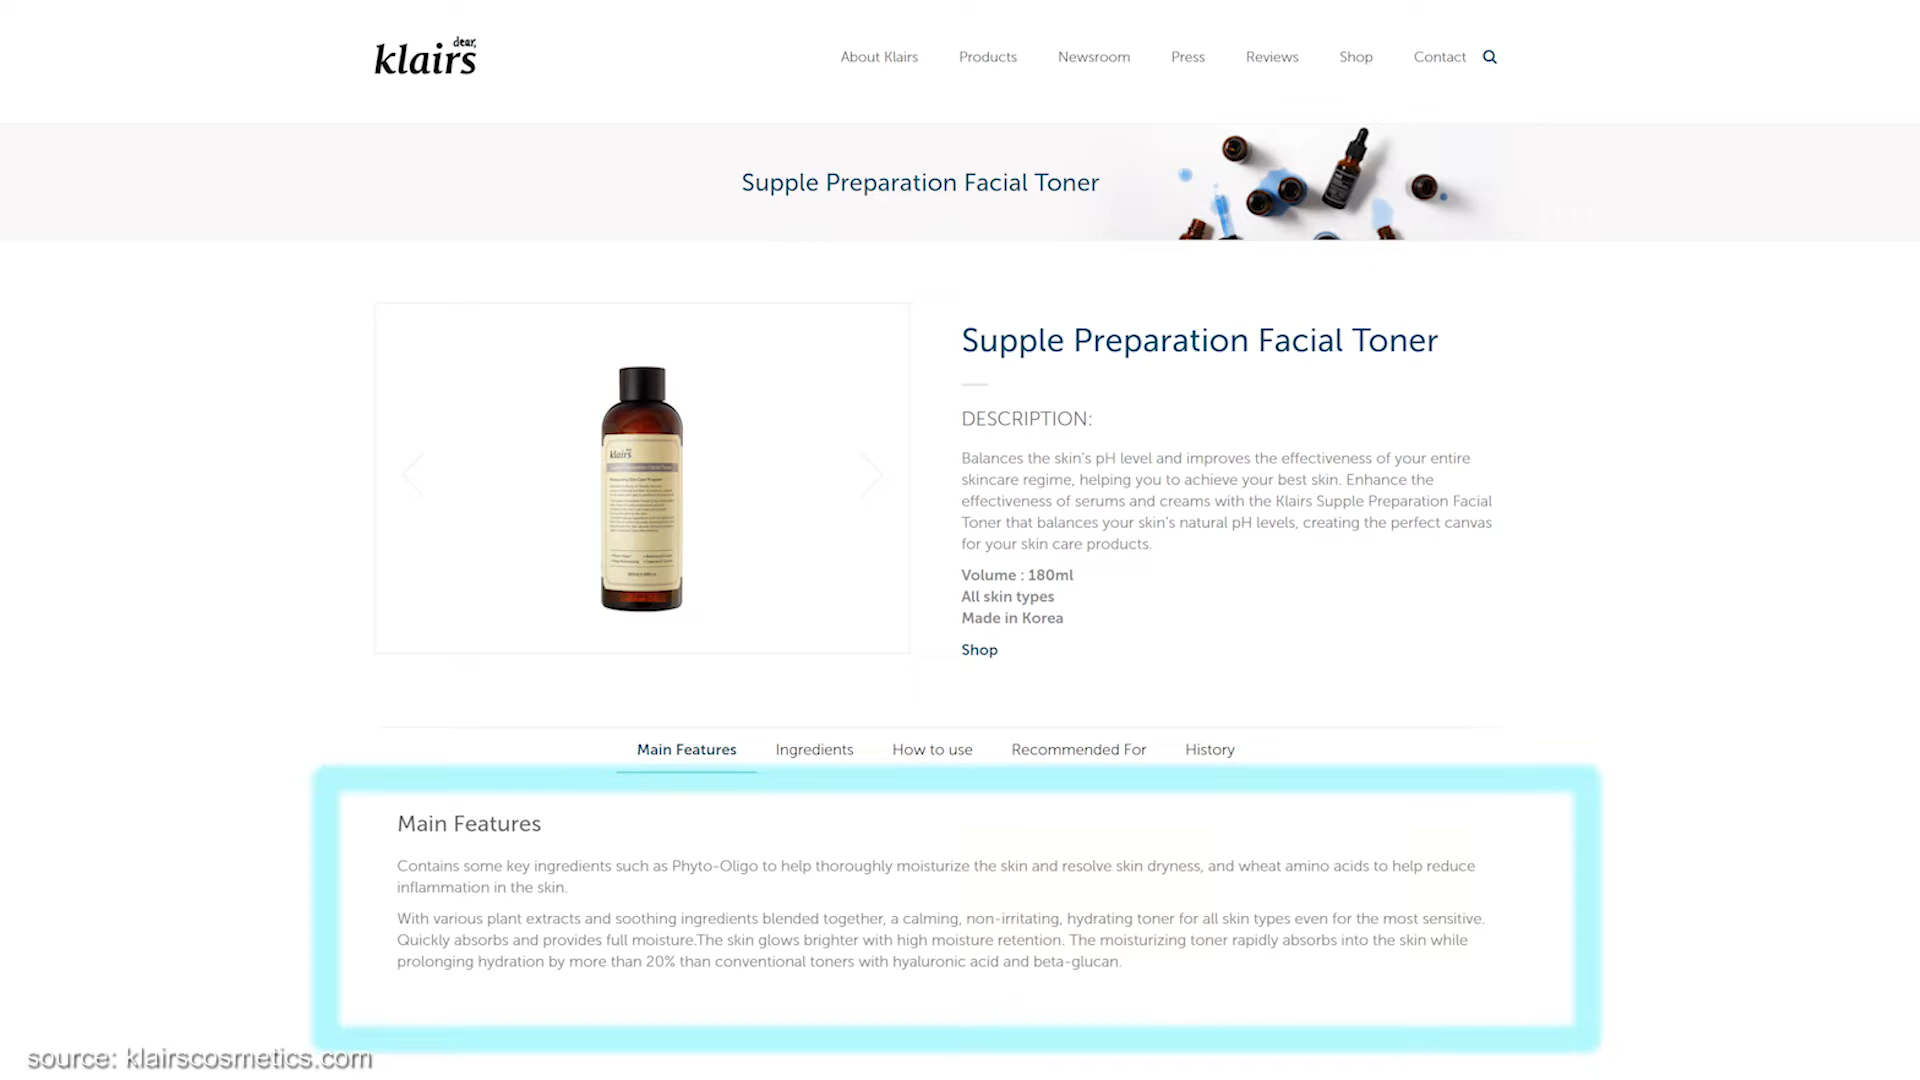 dear,
klairs
About Klairs Products Newsroom Press Reviews Shop Contact
Supple Preparation Facial Toner
klairs
Supple Preparation Facial Toner
DESCRIPTION:
Balances the skin's pH level and improves the effectiveness of your entire
skincare regime, helping you to achieve your best skin. Enhance the
effectiveness of serums and creams with the Klairs Supple Preparation Facial
Toner that balances your skin's natural pH levels, creating the perfect canvas
for your skin care products.
Volume : 180ml
All skin types
Made in Korea
Shop
Main Features Ingredients How to use Recommended For History
Main Features
Contains some key ingredients such as Phyto-Oligo to help thoroughly moisturize the skin and resolve skin dryness, and wheat amino acids to help reduce
inflammation in the skin.
With various plant extracts and soothing ingredients blended together, a calming, non-irritating, hydrating toner for all skin types even for the most sensitive.
Quickly absorbs and provides full moisture.The skin glows brighter with high moisture retention. The moisturizing toner rapidly absorbs into the skin while
prolonging hydration by more than 20% than conventional toners with hyaluronic acid and beta-glucan.
source: klairscosmetics.com